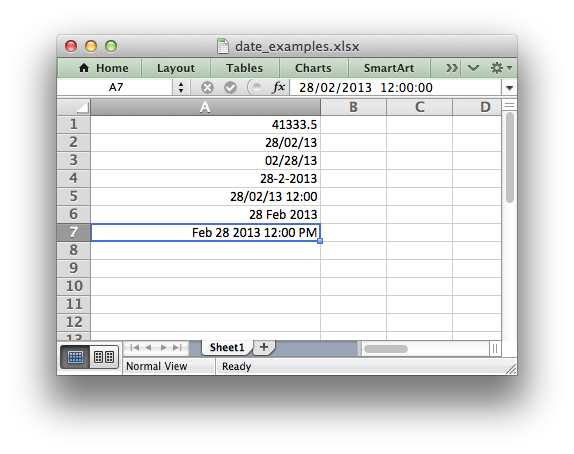 date_examples.xlsx
Home Layout Tables Charts SmartArt
A7 fx 28/02/2013 12:00:00
A B C D
1 41333.5
2 28/02/13
3 02/28/13
4 28-2-2013
5 28/02/13 12:00
6 28 Feb 2013
7 Feb 28 2013 12:00 PM
8
9
10
11
12
13
Sheet1
Normal View Ready